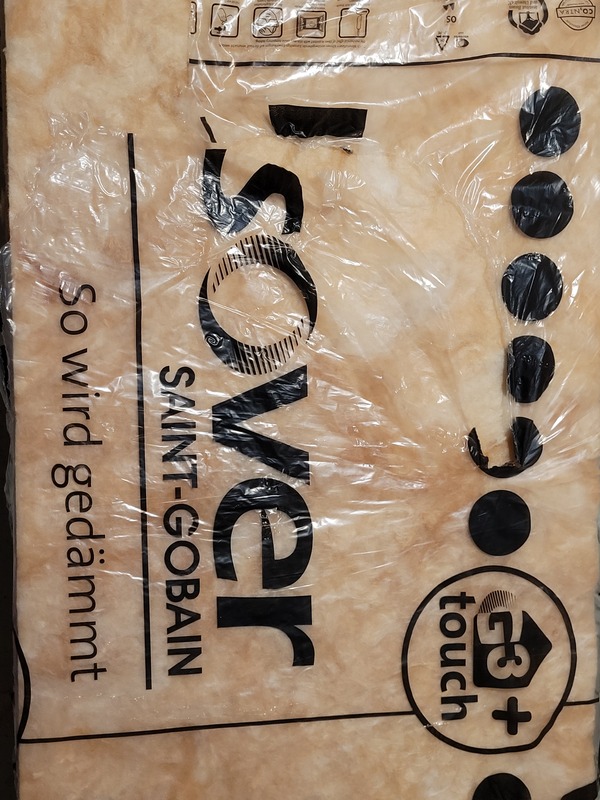 isover
SAINT-GOBAIN
So wird gedämmt
G3+
touch